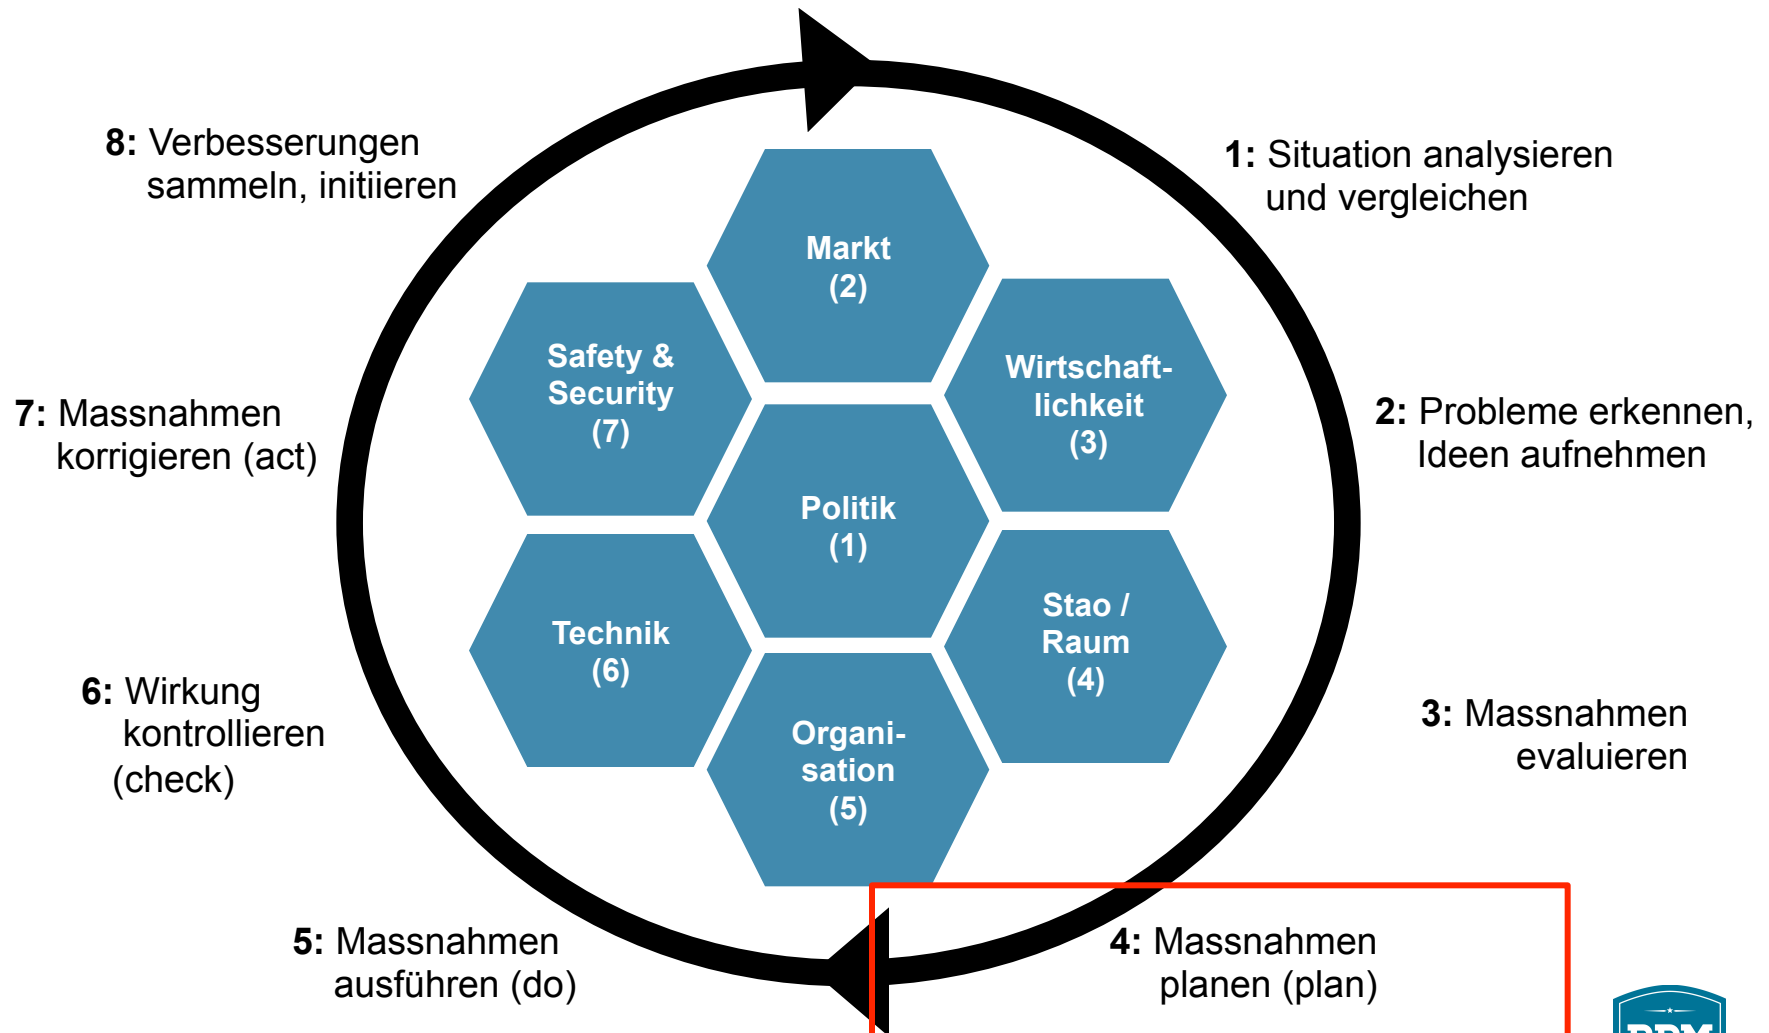 8: Verbesserungen
sammeln, initiieren
1: Situation analysieren
und vergleichen
Markt
(2)
Safety &
Security
(7)
Wirtschaft-
lichkeit
(3)
7: Massnahmen
korrigieren (act)
2: Probleme erkennen,
Ideen aufnehmen
Politik
(1)
Technik
(6)
Stao /
Raum
(4)
6: Wirkung
kontrollieren
(check)
3: Massnahmen
evaluieren
Organi-
sation
(5)
5: Massnahmen
ausführen (do)
4: Massnahmen
planen (plan)